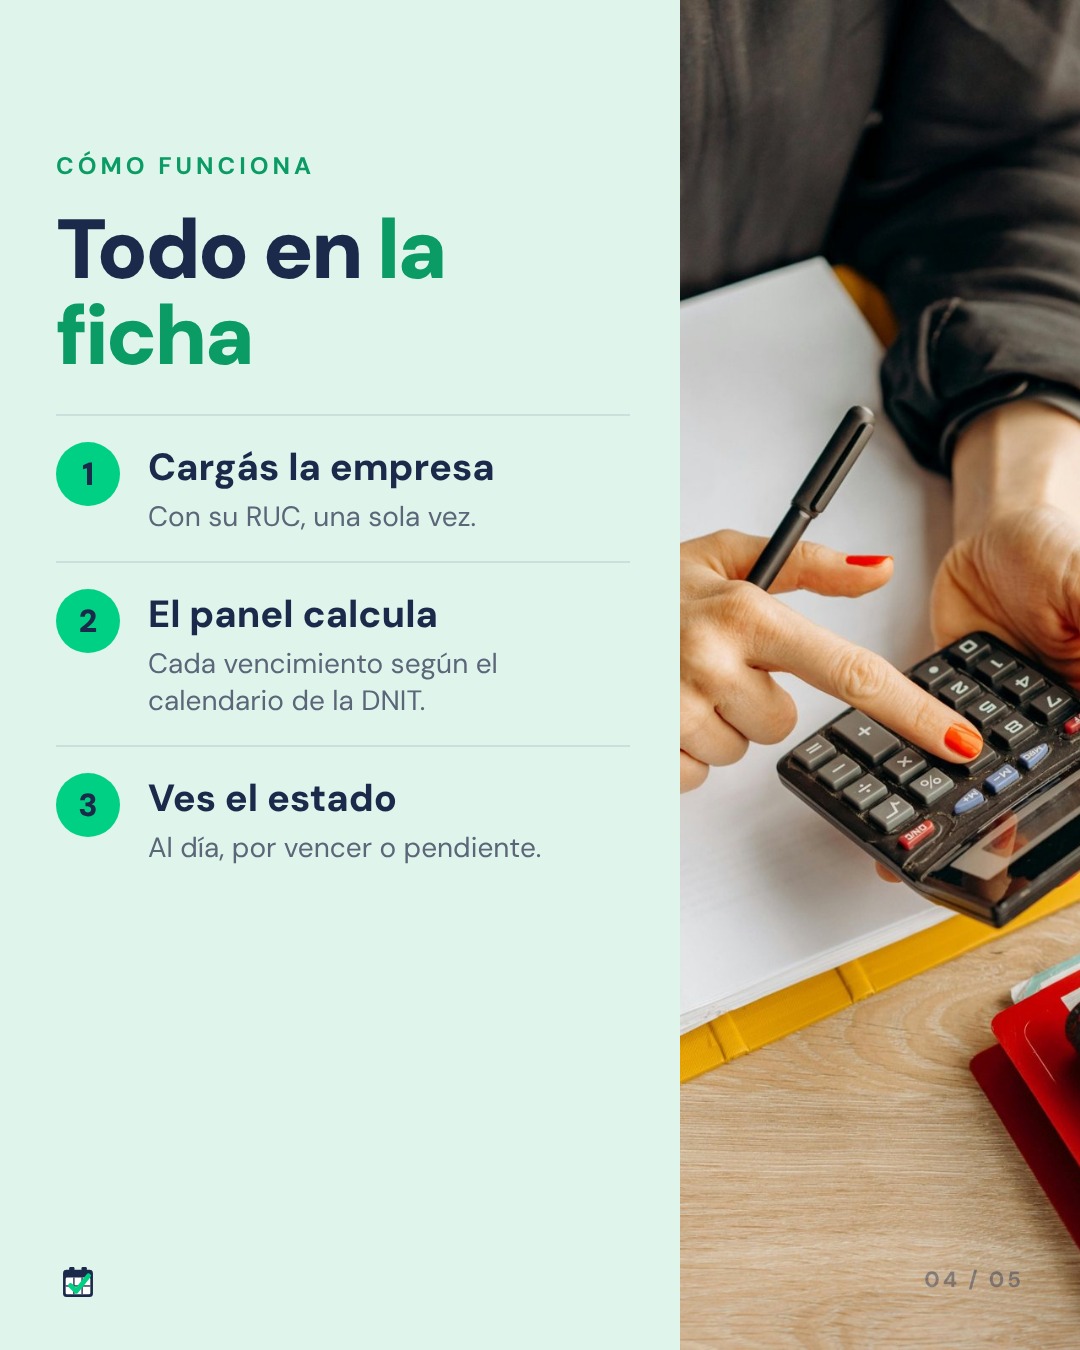 CÓMO FUNCIONA
Todo en la
ficha
1
Cargás la empresa
Con su RUC, una sola vez.
2
El panel calcula
Cada vencimiento según el
calendario de la DNIT.
3
Ves el estado
Al día, por vencer o pendiente.
04 / 05